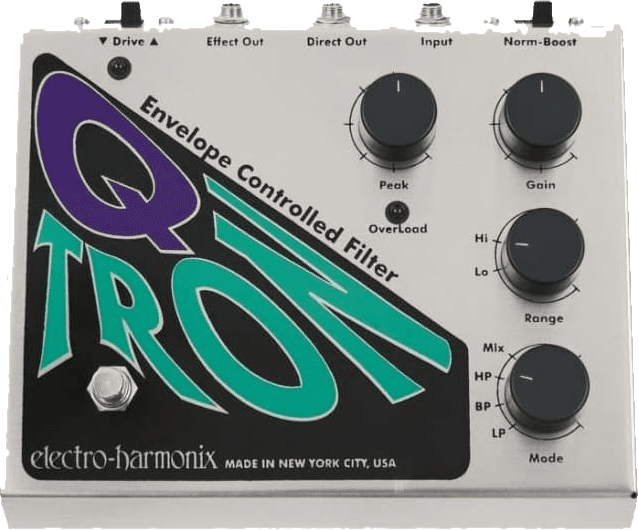 ▼ Drive ▲
Effect Out
Direct Out
Input
Norm-Boost
Q
TRON
Envelope Controlled Filter
Peak
Gain
OverLoad
Hi
Lo
Range
Mix
HP
BP
LP
Mode
electro-harmonix MADE IN NEW YORK CITY, USA